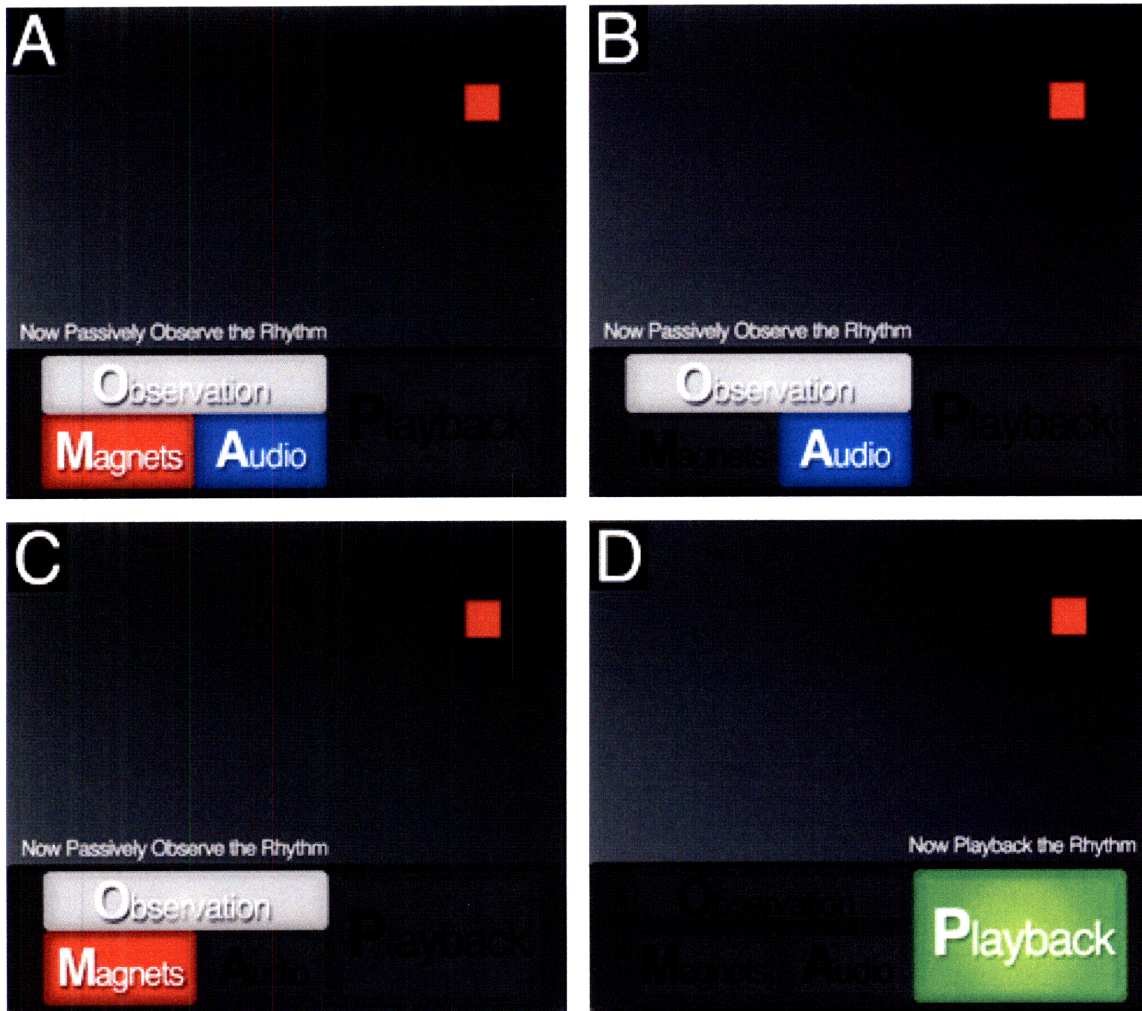 A
Now Passively Observe the Rhythm
Observation
Magnets Audio Playback
B
Now Passively Observe the Rhythm
Observation
Magnets Audio Playback
C
Now Passively Observe the Rhythm
Observation
Magnets Audio Playback
D
Now Playback the Rhythm
Observation
Magnets Audio Playback